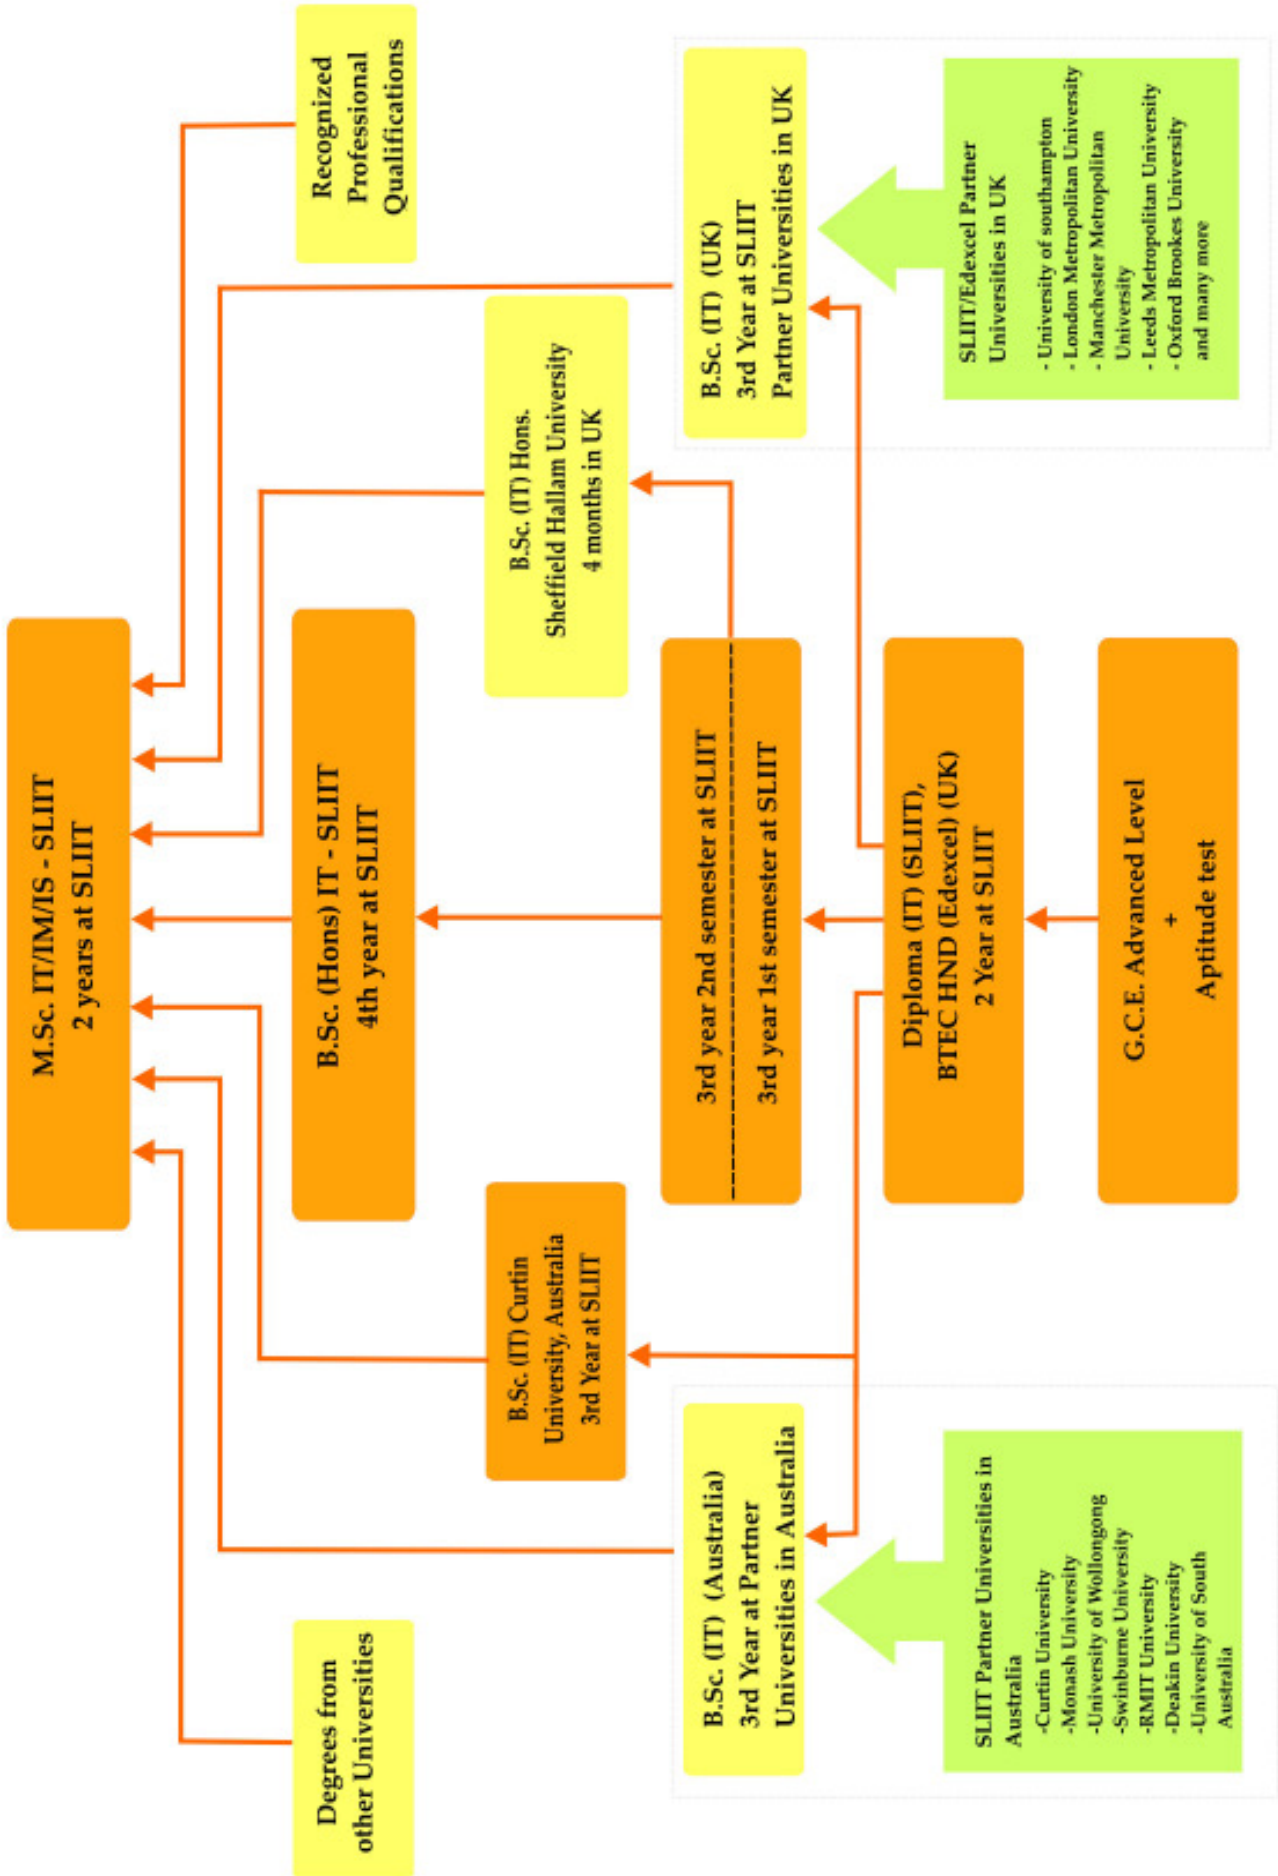 M.Sc. IT/IM/IS - SLIIT
2 years at SLIIT
Degrees from
other Universities
B.Sc. (Hons) IT - SLIIT
4th year at SLIIT
Recognized
Professional
Qualifications
B.Sc. (IT) Curtin
University, Australia
3rd Year at SLIIT
B.Sc. (IT) Hons.
Sheffield Hallam University
4 months in UK
B.Sc. (IT) (Australia)
3rd Year at Partner
Universities in Australia
3rd year 2nd semester at SLIIT
3rd year 1st semester at SLIIT
B.Sc. (IT) (UK)
3rd Year at SLIIT
Partner Universities in UK
Diploma (IT) (SLIIT),
BTEC HND (Edexcel) (UK)
2 Year at SLIIT
SLIIT Partner Universities in
Australia
-Curtin University
-Monash University
-University of Wollongong
-Swinburne University
-RMIT University
-Deakin University
-University of South
Australia
G.C.E. Advanced Level
+
Aptitude test
SLIIT/Edexcel Partner
Universities in UK
- University of southampton
- London Metropolitan University
- Manchester Metropolitan
University
- Leeds Metropolitan University
- Oxford Brookes University
and many more